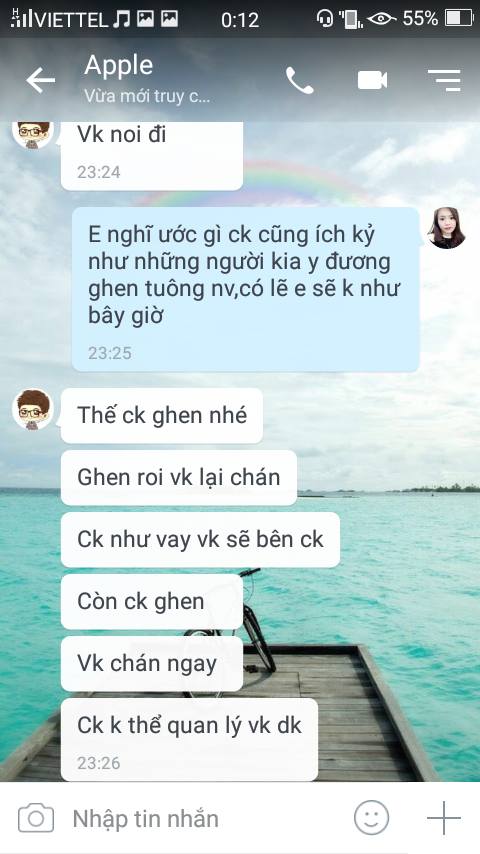 VIETTEL
0:12
55%
Apple
Vừa mới truy c...
Vk noi đi
23:24
E nghĩ ước gì ck cũng ích kỷ
như những người kia y đương
ghen tuông nv,có lẽ e sẽ k như
bây giờ
23:25
Thế ck ghen nhé
Ghen roi vk lại chán
Ck như vay vk sẽ bên ck
Còn ck ghen
Vk chán ngay
Ck k thể quan lý vk dk
23:26
Nhập tin nhắn